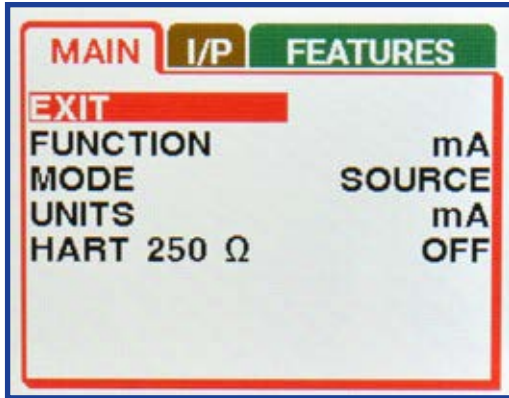 MAIN I/P FEATURES
EXIT
FUNCTION mA
MODE SOURCE
UNITS mA
HART 250 Ω OFF